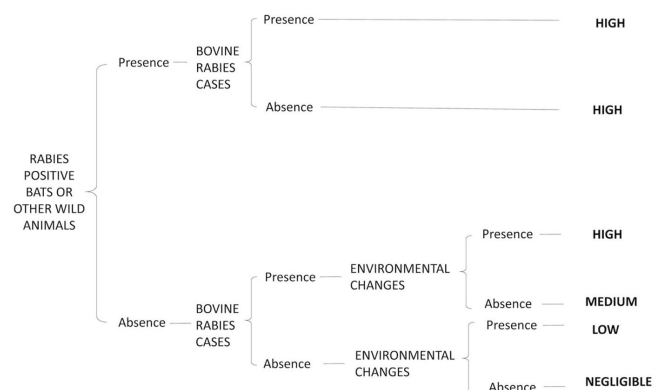 Presence
HIGH
BOVINE
RABIES
CASES
Presence
Absence
HIGH
RABIES
POSITIVE
BATS OR
OTHER WILD
ANIMALS
Presence
HIGH
ENVIRONMENTAL
CHANGES
Presence
Absence
MEDIUM
BOVINE
RABIES
CASES
Absence
Presence
LOW
ENVIRONMENTAL
CHANGES
Absence
Absence
NEGLIGIBLE